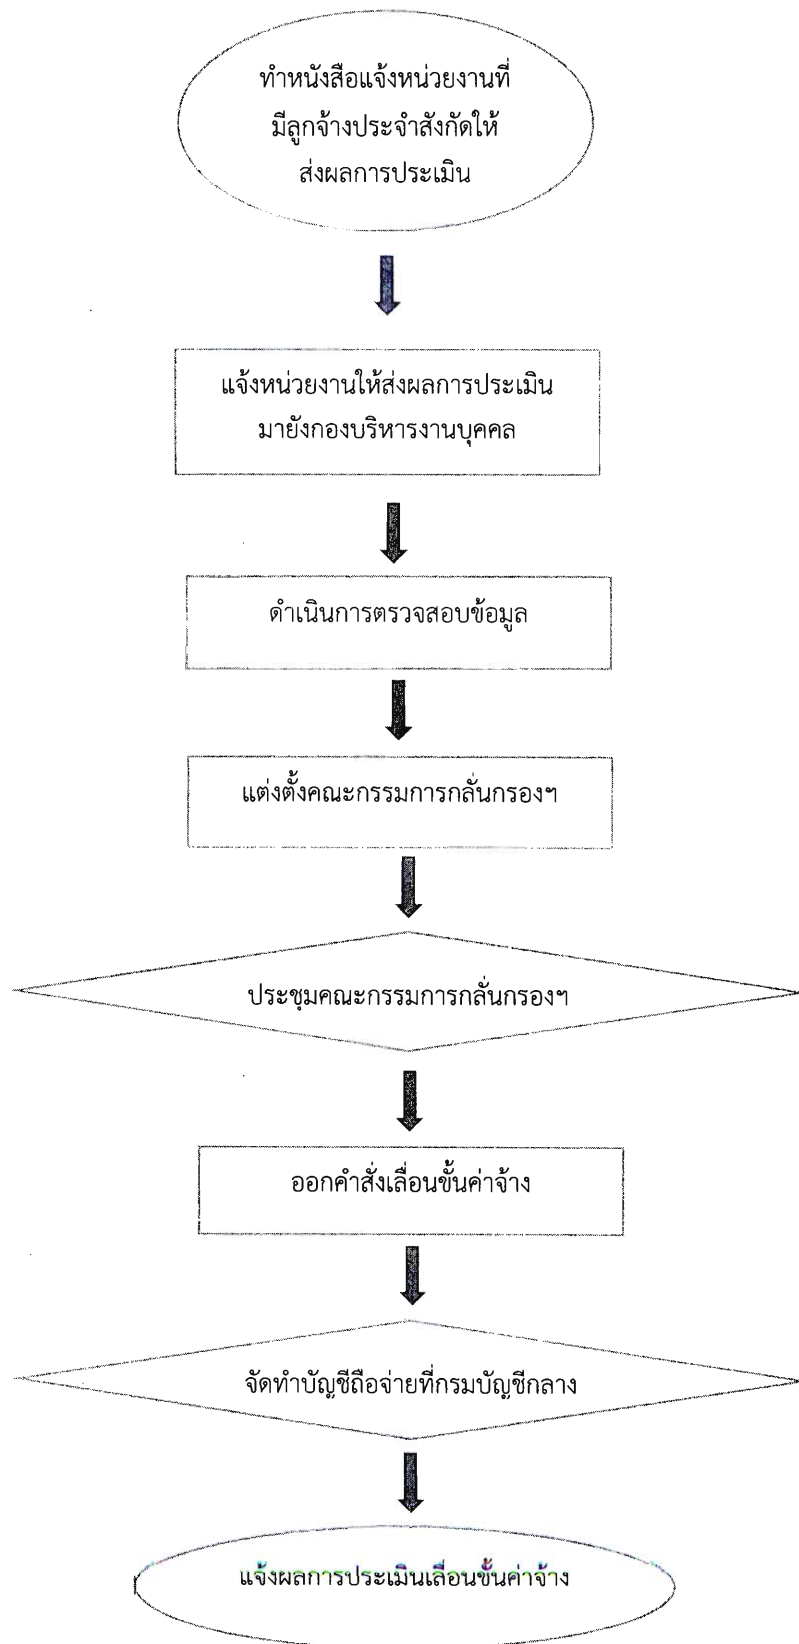 ทำหนังสือแจ้งหน่วยงานที่
มีลูกจ้างประจำสังกัดให้
ส่งผลการประเมิน
แจ้งหน่วยงานให้ส่งผลการประเมิน
มายังกองบริหารงานบุคคล
ดำเนินการตรวจสอบข้อมูล
แต่งตั้งคณะกรรมการกลั่นกรองฯ
ประชุมคณะกรรมการกลั่นกรองฯ
ออกคำสั่งเลื่อนขั้นค่าจ้าง
จัดทำบัญชีถือจ่ายที่กรมบัญชีกลาง
แจ้งผลการประเมินเลื่อนขั้นค่าจ้าง